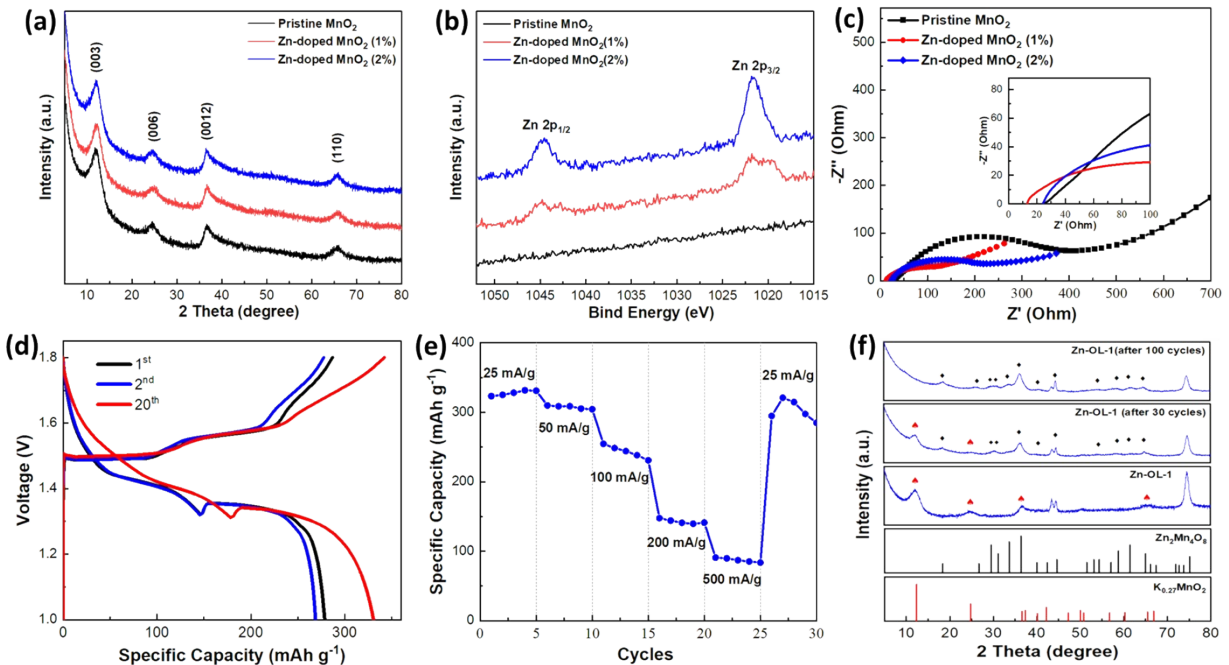 (a)
Pristine MnO₂
Zn-doped MnO₂ (1%)
Zn-doped MnO₂ (2%)
(003)
(006)
(0012)
(110)
Intensity (a.u.)
10 20 30 40 50 60 70 80
2 Theta (degree)
(b)
Pristine MnO₂
Zn-doped MnO₂(1%)
Zn-doped MnO₂(2%)
Zn 2p₁/₂
Zn 2p₃/₂
Intensity (a.u.)
1050 1045 1040 1035 1030 1025 1020 1015
Bind Energy (eV)
(c)
Pristine MnO₂
Zn-doped MnO₂ (1%)
Zn-doped MnO₂ (2%)
500
400
300
200
100
0
-Z'' (Ohm)
80
60
40
20
0
-Z'' (Ohm)
0 20 40 60 80 100
Z' (Ohm)
0 100 200 300 400 500 600 700
Z' (Ohm)
(d)
1st
2nd
20th
1.8
1.6
1.4
1.2
1.0
Voltage (V)
0 100 200 300
Specific Capacity (mAh g⁻¹)
(e)
400
300
200
100
0
Specific Capacity (mAh g⁻¹)
25 mA/g
50 mA/g
100 mA/g
200 mA/g
500 mA/g
25 mA/g
0 5 10 15 20 25 30
Cycles
(f)
Zn-OL-1(after 100 cycles)
Zn-OL-1 (after 30 cycles)
Zn-OL-1
Zn₂Mn₄O₈
K₀.₂₇MnO₂
Intensity (a.u.)
10 20 30 40 50 60 70 80
2 Theta (degree)